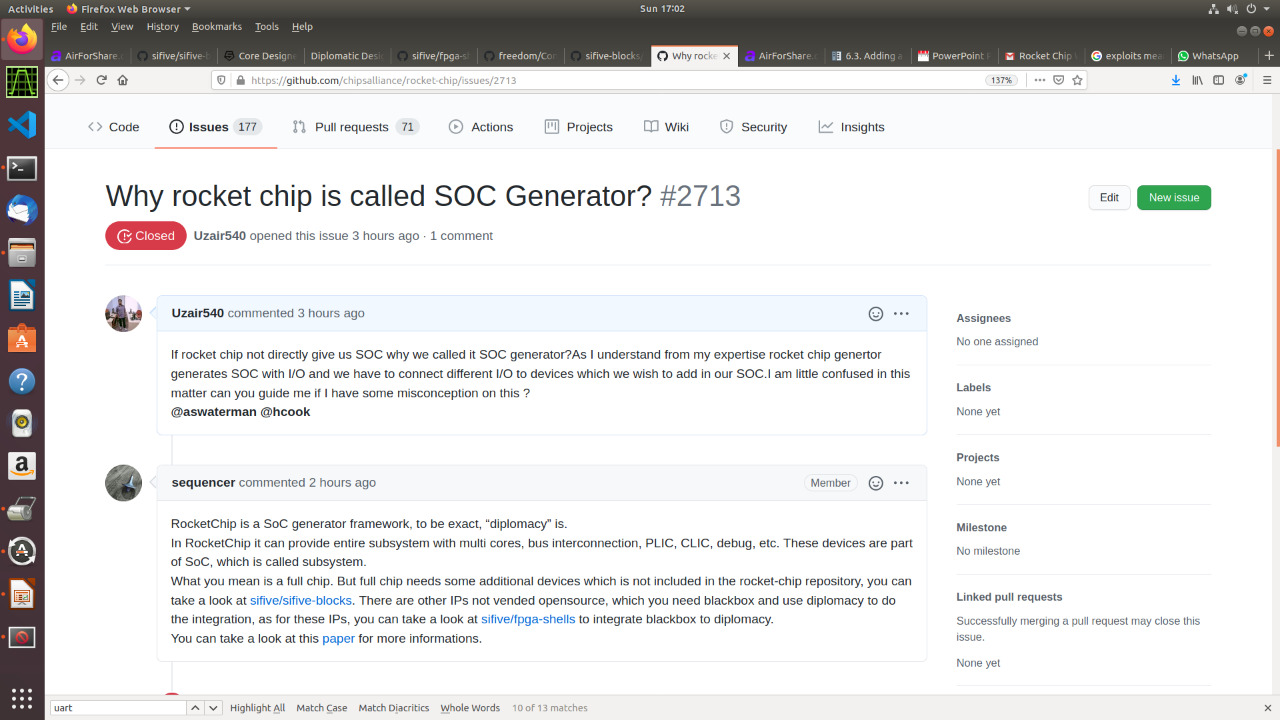 Activities
Firefox Web Browser
Sun 17:02
File Edit View History Bookmarks Tools Help
AirForShare
sifive/sifive-b
Core Designe
Diplomatic Desi
sifive/fpga-s
freedom/Con
sifive-blocks/
Why rocke
AirForShare
6.3. Adding a
PowerPoint
Rocket Chip
exploits mea
WhatsApp
https://github.com/chipsalliance/rocket-chip/issues/2713
137%
Code
Issues 177
Pull requests 71
Actions
Projects
Wiki
Security
Insights
Why rocket chip is called SOC Generator? #2713
Edit
New issue
Closed
Uzair540 opened this issue 3 hours ago · 1 comment
Uzair540 commented 3 hours ago
If rocket chip not directly give us SOC why we called it SOC generator?As I understand from my expertise rocket chip genertor
generates SOC with I/O and we have to connect different I/O to devices which we wish to add in our SOC.I am little confused in this
matter can you guide me if I have some misconception on this ?
@aswaterman @hcook
sequencer commented 2 hours ago
Member
RocketChip is a SoC generator framework, to be exact, “diplomacy” is.
In RocketChip it can provide entire subsystem with multi cores, bus interconnection, PLIC, CLIC, debug, etc. These devices are part
of SoC, which is called subsystem.
What you mean is a full chip. But full chip needs some additional devices which is not included in the rocket-chip repository, you can
take a look at sifive/sifive-blocks. There are other IPs not vended opensource, which you need blackbox and use diplomacy to do
the integration, as for these IPs, you can take a look at sifive/fpga-shells to integrate blackbox to diplomacy.
You can take a look at this paper for more informations.
Assignees
No one assigned
Labels
None yet
Projects
None yet
Milestone
No milestone
Linked pull requests
Successfully merging a pull request may close this
issue.
None yet
uart
Highlight All
Match Case
Match Diacritics
Whole Words
10 of 13 matches